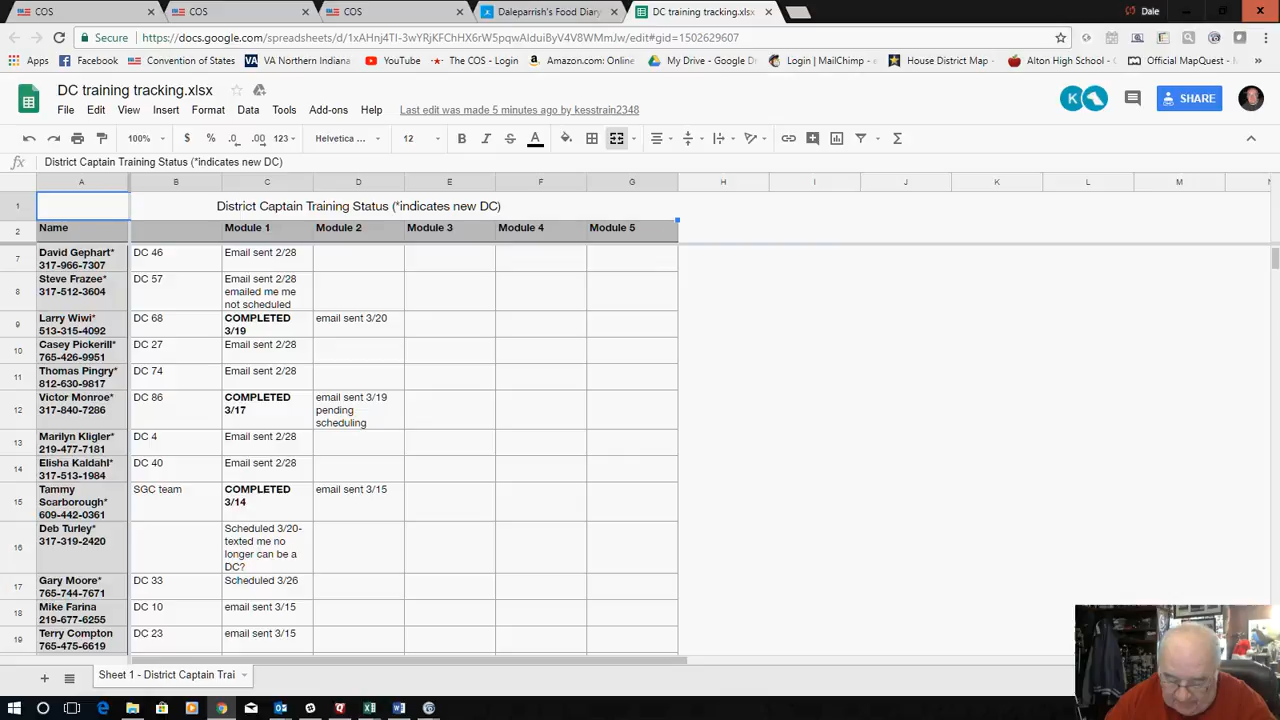 COS
COS
COS
Daleparrish's Food Diary
DC training tracking.xlsx
Dale
Secure
https://docs.google.com/spreadsheets/d/1xAHnj4TI-3wYRjKFChHX6rW5pqwAlduiByV4V8WMmJw/edit#gid=1502629607
Apps
Facebook
Convention of States
VA Northern Indiana
YouTube
The COS - Login
Amazon.com: Online
My Drive - Google D
Login | MailChimp -
House District Map -
Alton High School -
Official MapQuest -
DC training tracking.xlsx
File Edit View Insert Format Data Tools Add-ons Help
Last edit was made 5 minutes ago by kesstrain2348
SHARE
100%
$ % .0 .00 123
Helvetica ...
12
B I S A
fx District Captain Training Status (*indicates new DC)
A B C D E F G H I J K L M
1 District Captain Training Status (*indicates new DC)
2 Name Module 1 Module 2 Module 3 Module 4 Module 5
7 David Gephart* DC 46 Email sent 2/28
317-966-7307
8 Steve Frazee* DC 57 Email sent 2/28
317-512-3604 emailed me me
not scheduled
9 Larry Wiwi* DC 68 COMPLETED email sent 3/20
513-315-4092 3/19
10 Casey Pickerill* DC 27 Email sent 2/28
765-426-9951
11 Thomas Pingry* DC 74 Email sent 2/28
812-630-9817
12 Victor Monroe* DC 86 COMPLETED email sent 3/19
317-840-7286 3/17 pending
scheduling
13 Marilyn Kligler* DC 4 Email sent 2/28
219-477-7181
14 Elisha Kaldahl* DC 40 Email sent 2/28
317-513-1984
15 Tammy SGC team COMPLETED email sent 3/15
Scarborough* 3/14
609-442-0361
16 Deb Turley* Scheduled 3/20-
317-319-2420 texted me no
longer can be a
DC?
17 Gary Moore* DC 33 Scheduled 3/26
765-744-7671
18 Mike Farina DC 10 email sent 3/15
219-677-6255
19 Terry Compton DC 23 email sent 3/15
765-475-6619
Sheet 1 - District Captain Trai